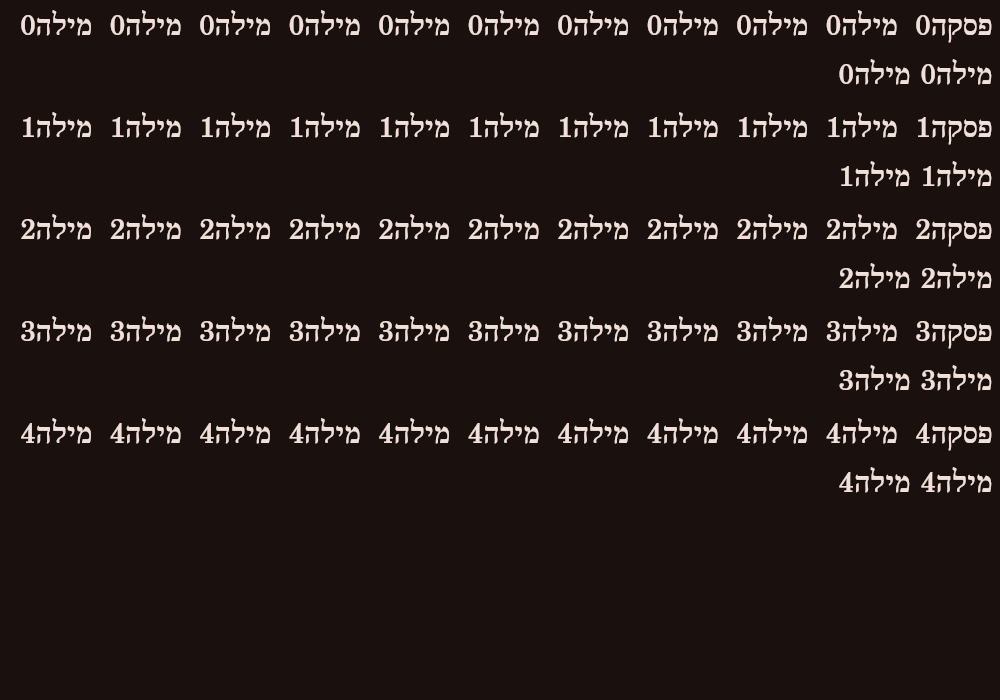 פסקה0 מילה0 מילה0 מילה0 מילה0 מילה0 מילה0 מילה0 מילה0 מילה0 מילה0
מילה0 מילה0
פסקה1 מילה1 מילה1 מילה1 מילה1 מילה1 מילה1 מילה1 מילה1 מילה1 מילה1
מילה1 מילה1
פסקה2 מילה2 מילה2 מילה2 מילה2 מילה2 מילה2 מילה2 מילה2 מילה2 מילה2
מילה2 מילה2
פסקה3 מילה3 מילה3 מילה3 מילה3 מילה3 מילה3 מילה3 מילה3 מילה3 מילה3
מילה3 מילה3
פסקה4 מילה4 מילה4 מילה4 מילה4 מילה4 מילה4 מילה4 מילה4 מילה4 מילה4
מילה4 מילה4